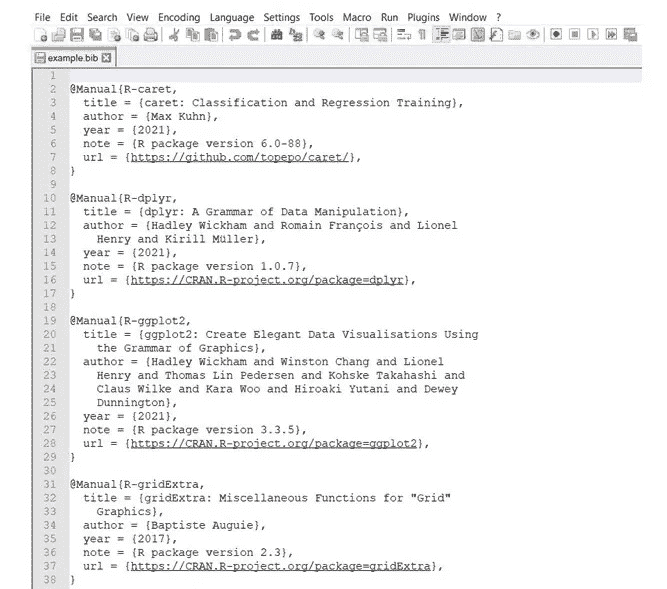 File Edit Search View Encoding Language Settings Tools Macro Run Plugins Window ?
example.bib
1
2 @Manual{R-caret,
3 title = {caret: Classification and Regression Training},
4 author = {Max Kuhn},
5 year = {2021},
6 note = {R package version 6.0-88},
7 url = {https://github.com/topepo/caret/},
8 }
9
10 @Manual{R-dplyr,
11 title = {dplyr: A Grammar of Data Manipulation},
12 author = {Hadley Wickham and Romain François and Lionel
13 Henry and Kirill Müller},
14 year = {2021},
15 note = {R package version 1.0.7},
16 url = {https://CRAN.R-project.org/package=dplyr},
17 }
18
19 @Manual{R-ggplot2,
20 title = {ggplot2: Create Elegant Data Visualisations Using
21 the Grammar of Graphics},
22 author = {Hadley Wickham and Winston Chang and Lionel
23 Henry and Thomas Lin Pedersen and Kohske Takahashi and
24 Claus Wilke and Kara Woo and Hiroaki Yutani and Dewey
25 Dunnington},
26 year = {2021},
27 note = {R package version 3.3.5},
28 url = {https://CRAN.R-project.org/package=ggplot2},
29 }
30
31 @Manual{R-gridExtra,
32 title = {gridExtra: Miscellaneous Functions for "Grid"
33 Graphics},
34 author = {Baptiste Auguie},
35 year = {2017},
36 note = {R package version 2.3},
37 url = {https://CRAN.R-project.org/package=gridExtra},
38 }